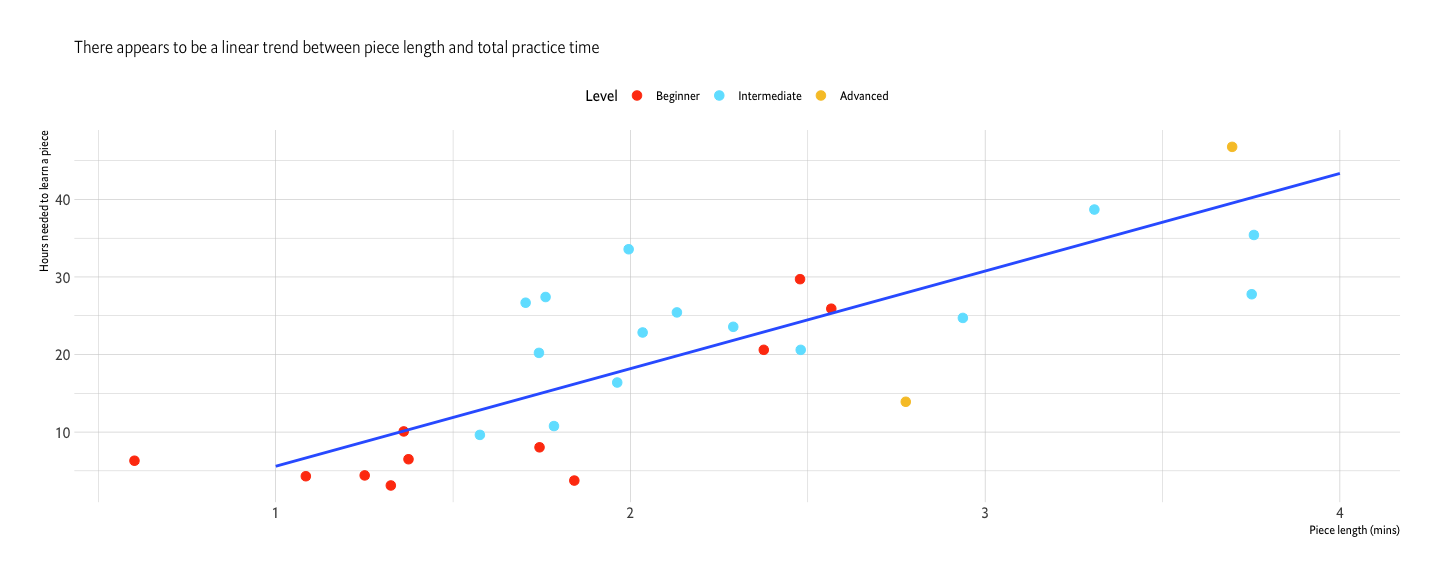 There appears to be a linear trend between piece length and total practice time
Level Beginner Intermediate Advanced
Hours needed to learn a piece
40
30
20
10
1 2 3 4
Piece length (mins)